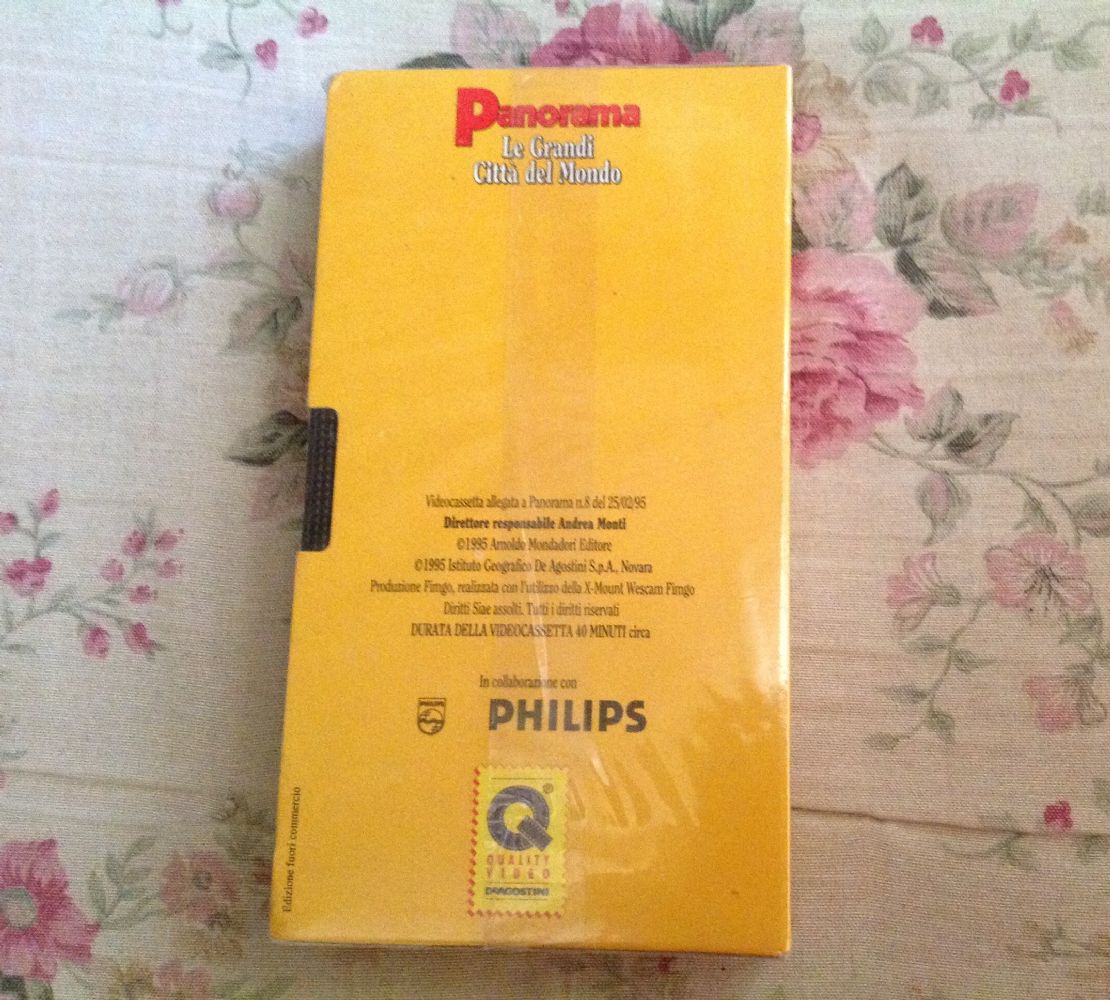 Panorama
Le Grandi
Città del Mondo
Videocassetta allegata a Panorama n.8 del 25/02/95
Direttore responsabile Andrea Monti
©1995 Arnoldo Mondadori Editore
©1995 Istituto Geografico De Agostini S.p.A., Novara
Produzione Fimgo, realizzata con l'utilizzo della X-Mount Wescam Fimgo
Diritti Siae assolti. Tutti i diritti riservati
DURATA DELLA VIDEOCASSETTA 40 MINUTI circa
In collaborazione con
PHILIPS
Q®
QUALITY
VIDEO
DEAGOSTINI
Edizione fuori commercio